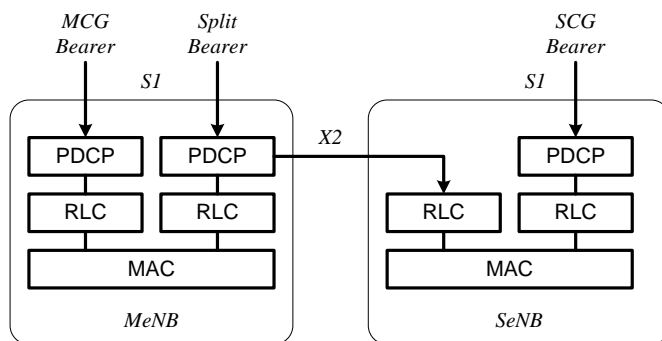 MCG Bearer
Split Bearer
SCG Bearer
S1
S1
PDCP
PDCP
X2
PDCP
RLC
RLC
RLC
RLC
MAC
MAC
MeNB
SeNB